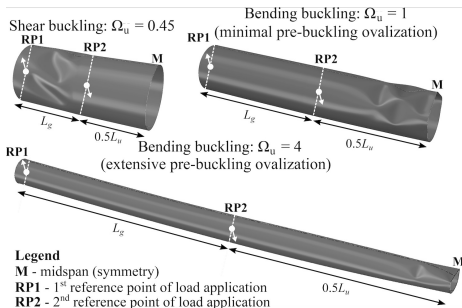 Shear buckling: Ωu = 0.45
RP1
RP2
M
Lg
0.5Lu
Bending buckling: Ωu = 1
(minimal pre-buckling ovalization)
RP1
RP2
M
Lg
0.5Lu
Bending buckling: Ωu = 4
(extensive pre-buckling ovalization)
RP1
RP2
M
Lg
0.5Lu
Legend
M - midspan (symmetry)
RP1 - 1st reference point of load application
RP2 - 2nd reference point of load application